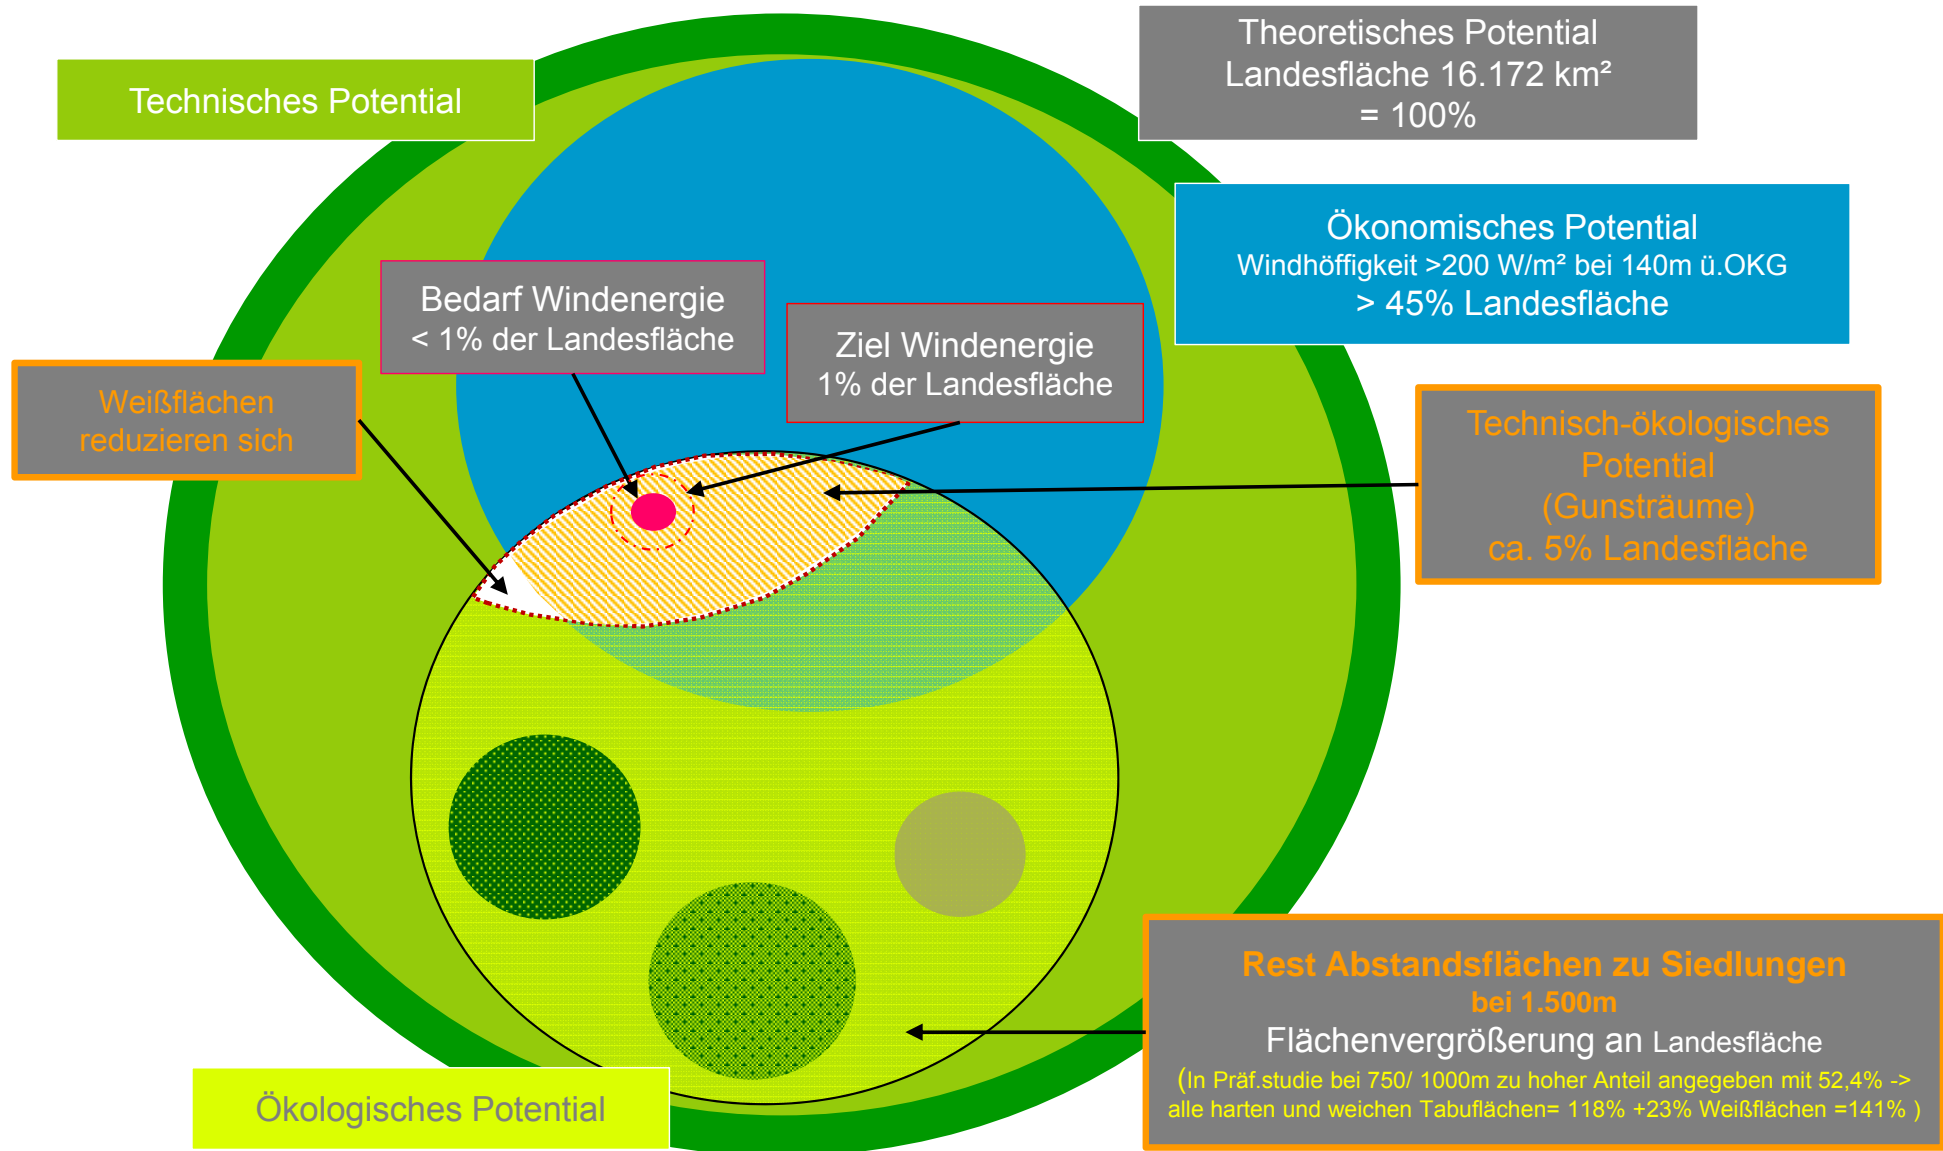 Technisches Potential
Theoretisches Potential
Landesfläche 16.172 km²
= 100%
Ökonomisches Potential
Windhöffigkeit >200 W/m² bei 140m ü.OKG
> 45% Landesfläche
Bedarf Windenergie
< 1% der Landesfläche
Ziel Windenergie
1% der Landesfläche
Weißflächen
reduzieren sich
Technisch-ökologisches
Potential
(Gunsträume)
ca. 5% Landesfläche
Rest Abstandsflächen zu Siedlungen
bei 1.500m
Flächenvergrößerung an Landesfläche
(In Präf.studie bei 750/ 1000m zu hoher Anteil angegeben mit 52,4% ->
alle harten und weichen Tabuflächen= 118% +23% Weißflächen =141% )
Ökologisches Potential